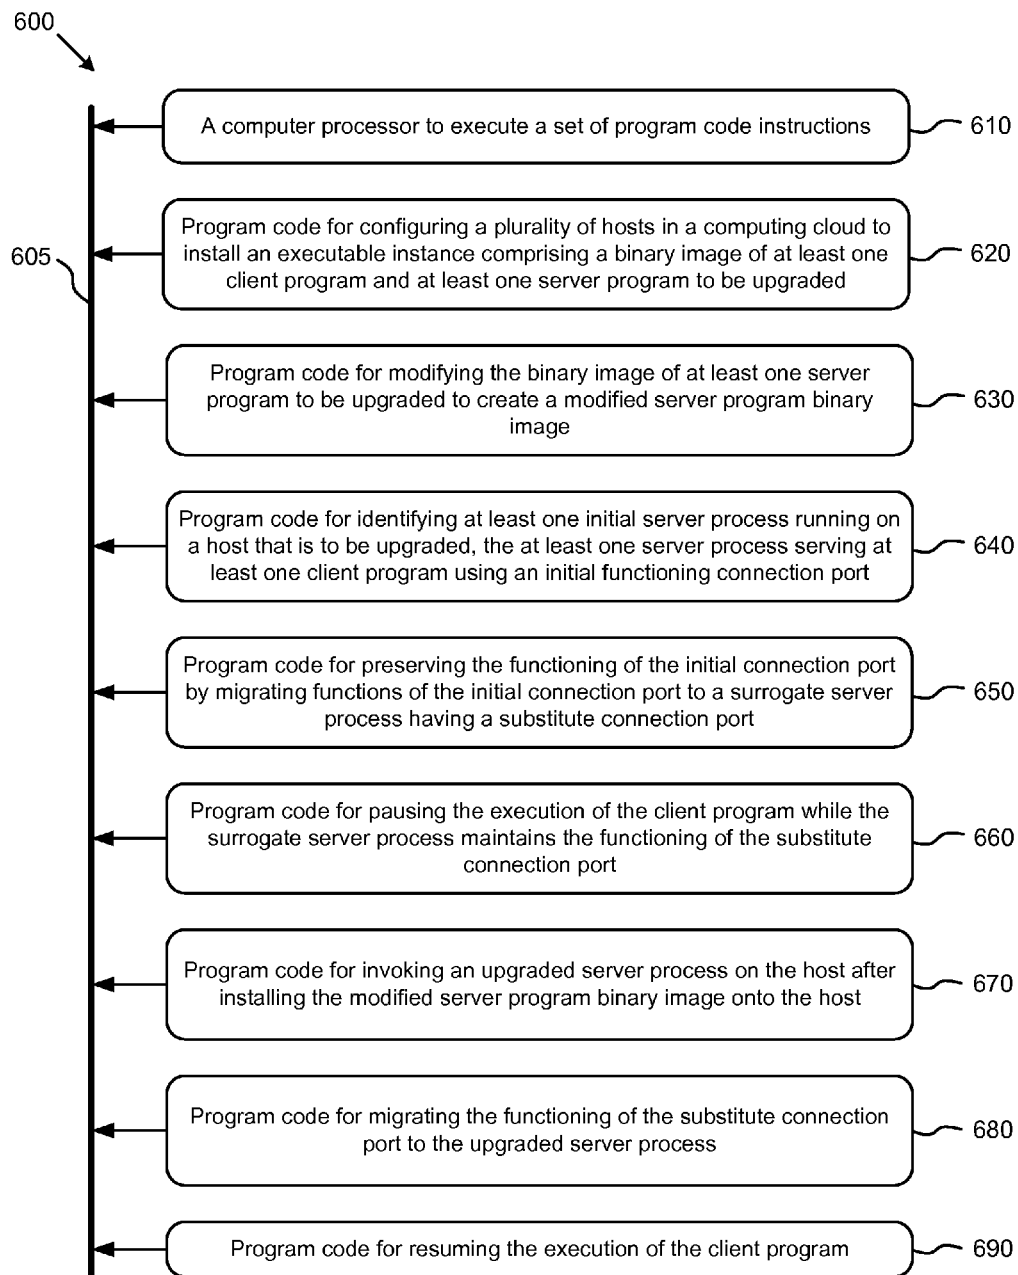 600
A computer processor to execute a set of program code instructions
610
605
Program code for configuring a plurality of hosts in a computing cloud to
install an executable instance comprising a binary image of at least one
client program and at least one server program to be upgraded
620
Program code for modifying the binary image of at least one server
program to be upgraded to create a modified server program binary
image
630
Program code for identifying at least one initial server process running on
a host that is to be upgraded, the at least one server process serving at
least one client program using an initial functioning connection port
640
Program code for preserving the functioning of the initial connection port
by migrating functions of the initial connection port to a surrogate server
process having a substitute connection port
650
Program code for pausing the execution of the client program while the
surrogate server process maintains the functioning of the substitute
connection port
660
Program code for invoking an upgraded server process on the host after
installing the modified server program binary image onto the host
670
Program code for migrating the functioning of the substitute connection
port to the upgraded server process
680
Program code for resuming the execution of the client program
690